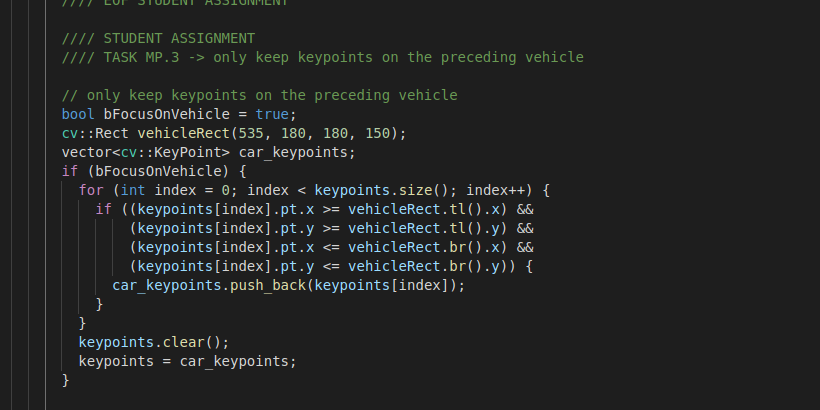 //// EOF STUDENT ASSIGNMENT
//// STUDENT ASSIGNMENT
//// TASK MP.3 -> only keep keypoints on the preceding vehicle
// only keep keypoints on the preceding vehicle
bool bFocusOnVehicle = true;
cv::Rect vehicleRect(535, 180, 180, 150);
vector<cv::KeyPoint> car_keypoints;
if (bFocusOnVehicle) {
for (int index = 0; index < keypoints.size(); index++) {
if ((keypoints[index].pt.x >= vehicleRect.tl().x) &&
(keypoints[index].pt.y >= vehicleRect.tl().y) &&
(keypoints[index].pt.x <= vehicleRect.br().x) &&
(keypoints[index].pt.y <= vehicleRect.br().y)) {
car_keypoints.push_back(keypoints[index]);
}
}
keypoints.clear();
keypoints = car_keypoints;
}